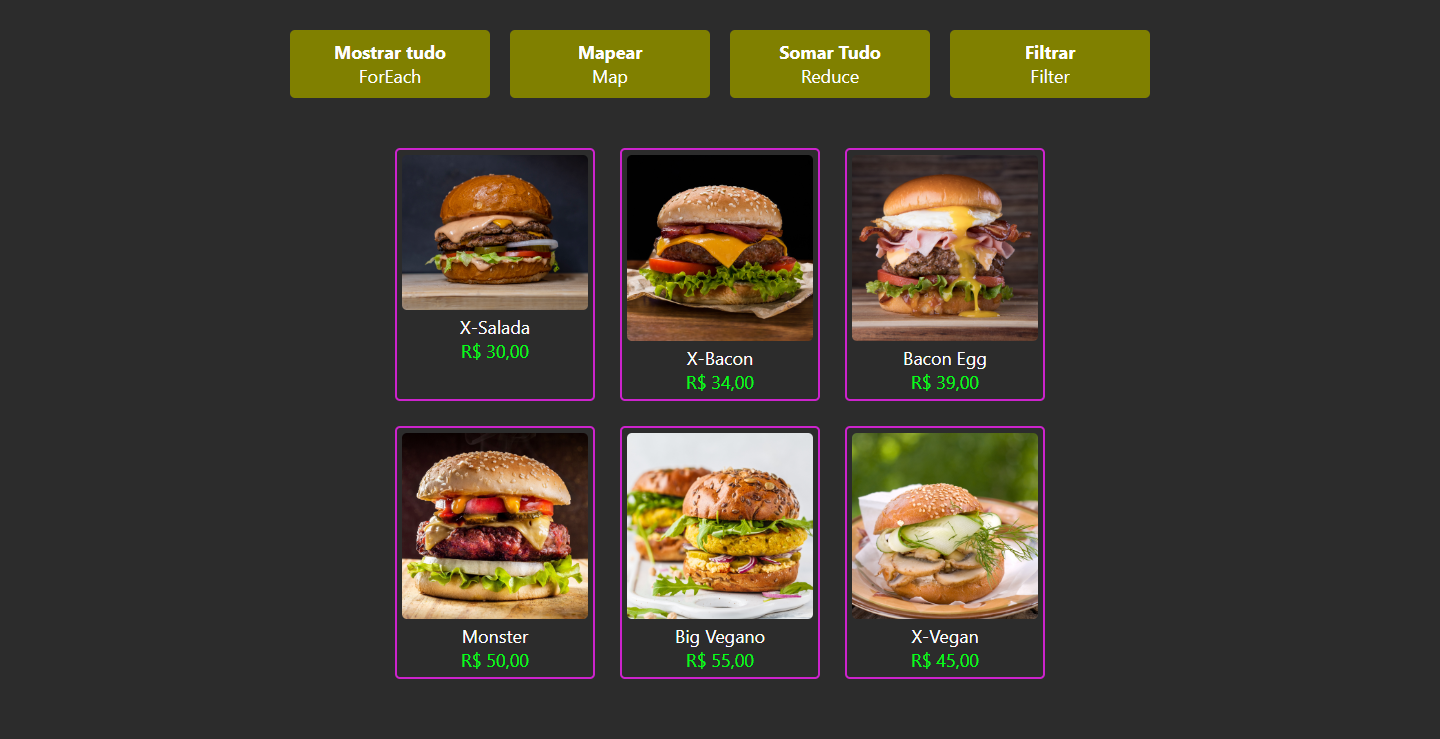 Mostrar tudo
ForEach
Mapear
Map
Somar Tudo
Reduce
Filtrar
Filter
X-Salada
R$ 30,00
X-Bacon
R$ 34,00
Bacon Egg
R$ 39,00
Monster
R$ 50,00
Big Vegano
R$ 55,00
X-Vegan
R$ 45,00